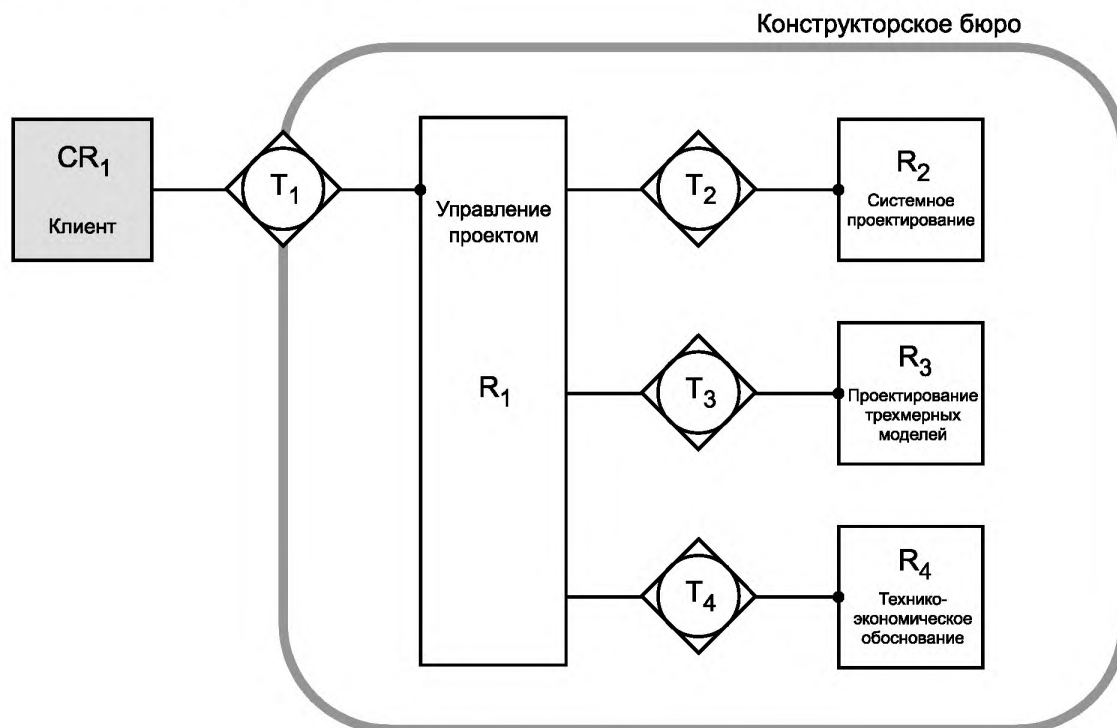 Конструкторское бюро
CR1
Клиент
T1
Управление
проектом
R1
T2
R2
Системное
проектирование
T3
R3
Проектирование
трехмерных
моделей
T4
R4
Технико-
экономическое
обоснование